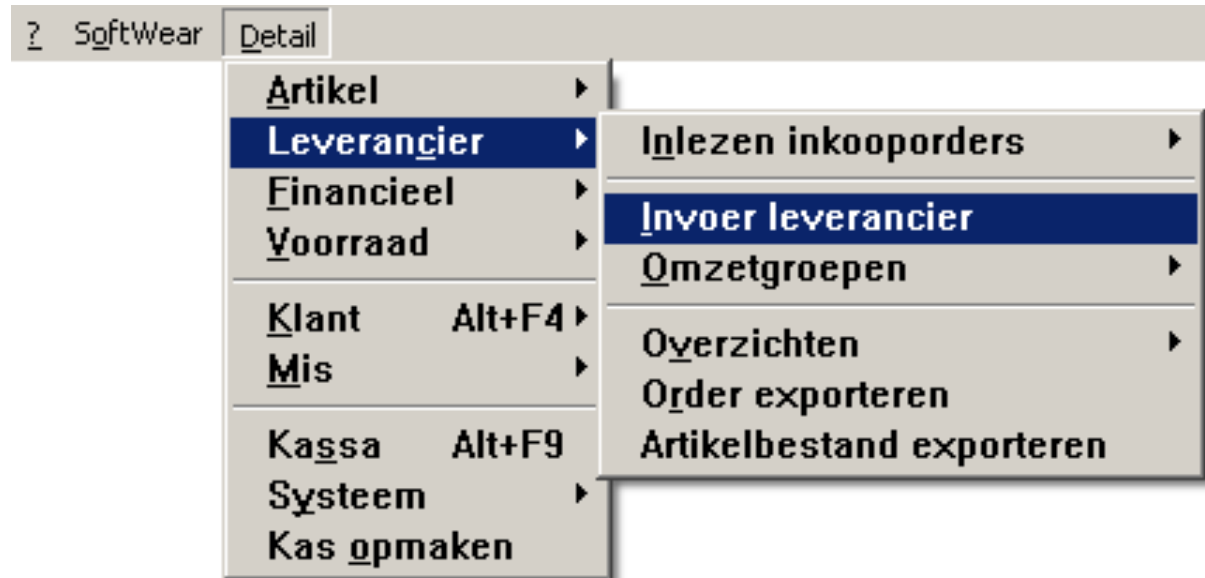 ? SoftWear Detail
Artikel
Leverancier
Financieel
Voorraad
Klant Alt+F4
Mis
Kassa Alt+F9
Systeem
Kas opmaken
Inlezen inkooporders
Invoer leverancier
Omzetgroepen
Overzichten
Order exporteren
Artikelbestand exporteren